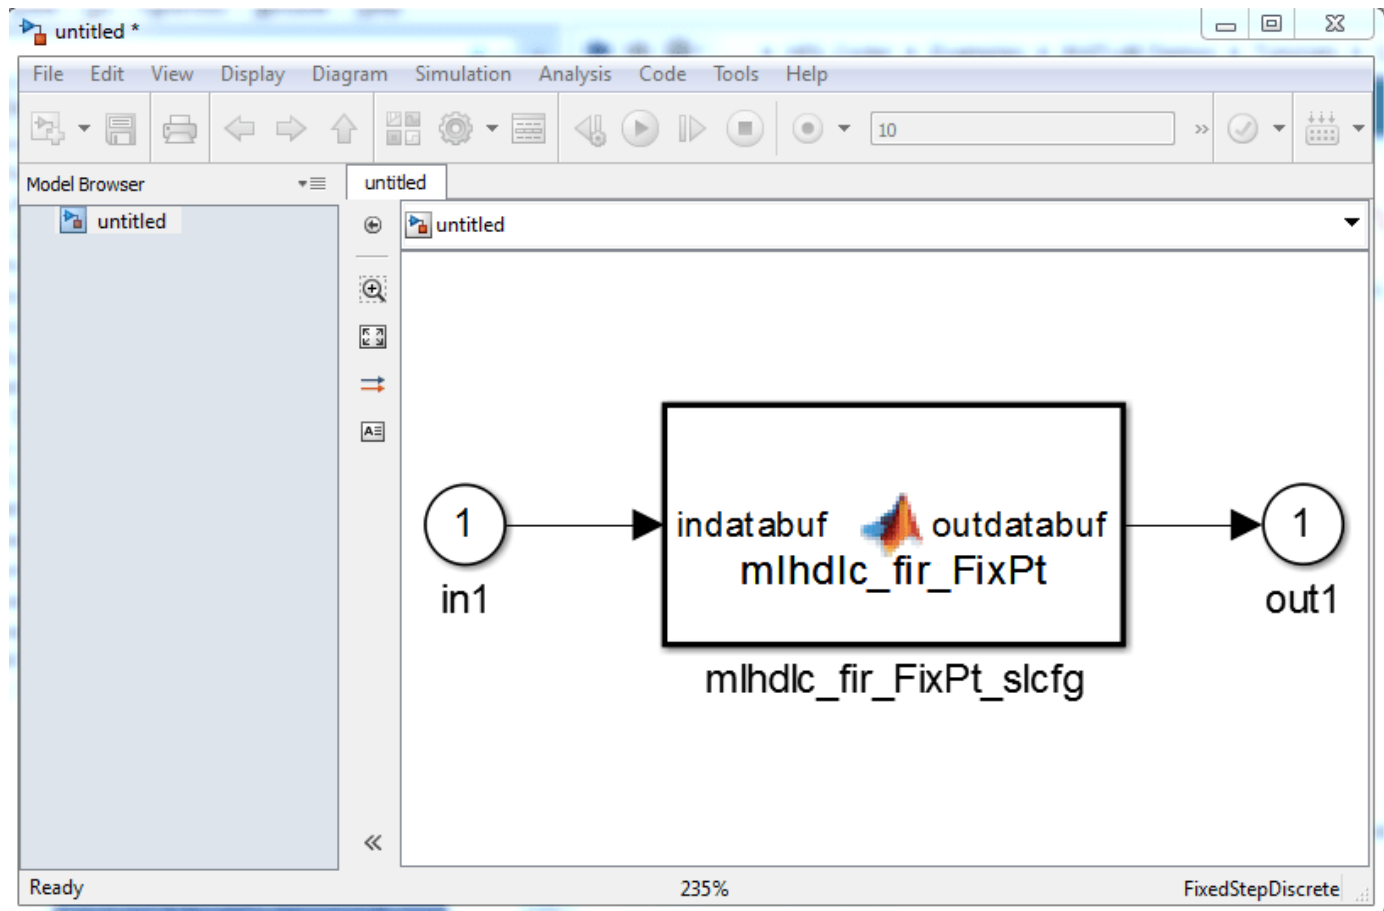 untitled *
File Edit View Display Diagram Simulation Analysis Code Tools Help
10
Model Browser
untitled
untitled
untitled
1
indatabuf
outdatabuf
1
mlhdlc_fir_FixPt
in1
out1
mlhdlc_fir_FixPt_slcfg
Ready
235%
FixedStepDiscrete